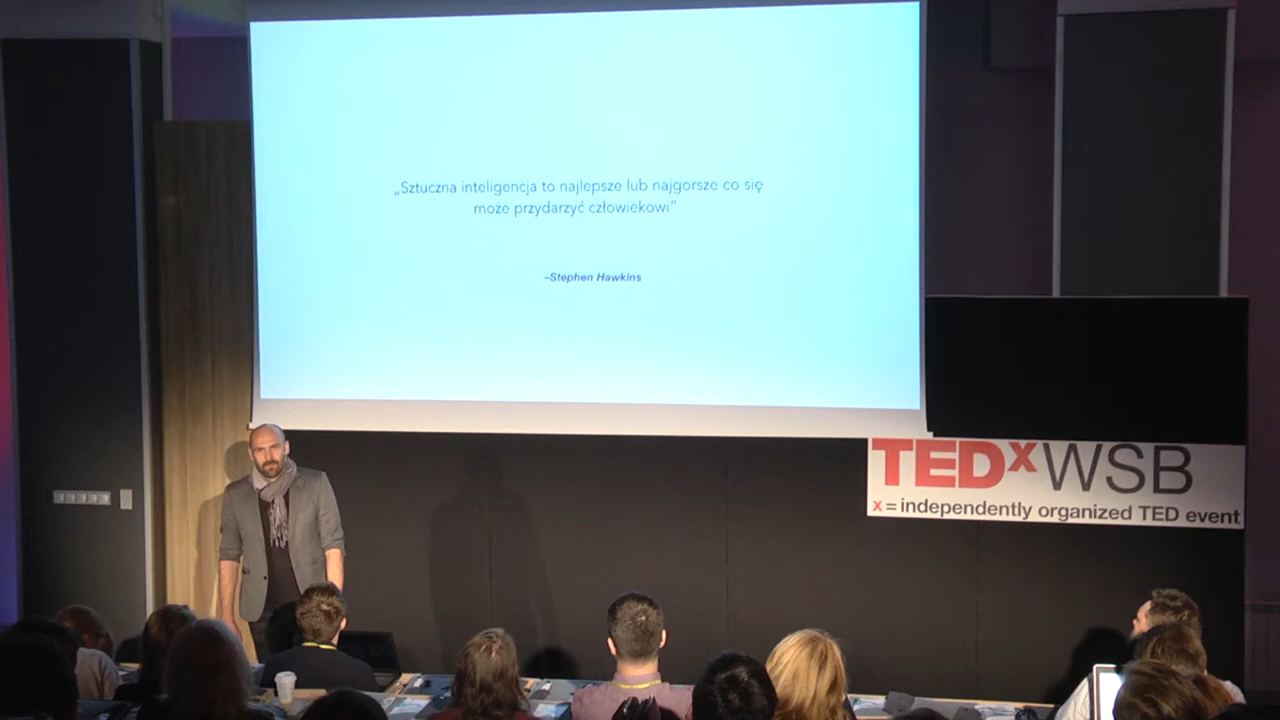 „Sztuczna inteligencja to najlepsze lub najgorsze co się
może przydarzyć człowiekowi”
–Stephen Hawkins
TEDxWSB
x = independently organized TED event